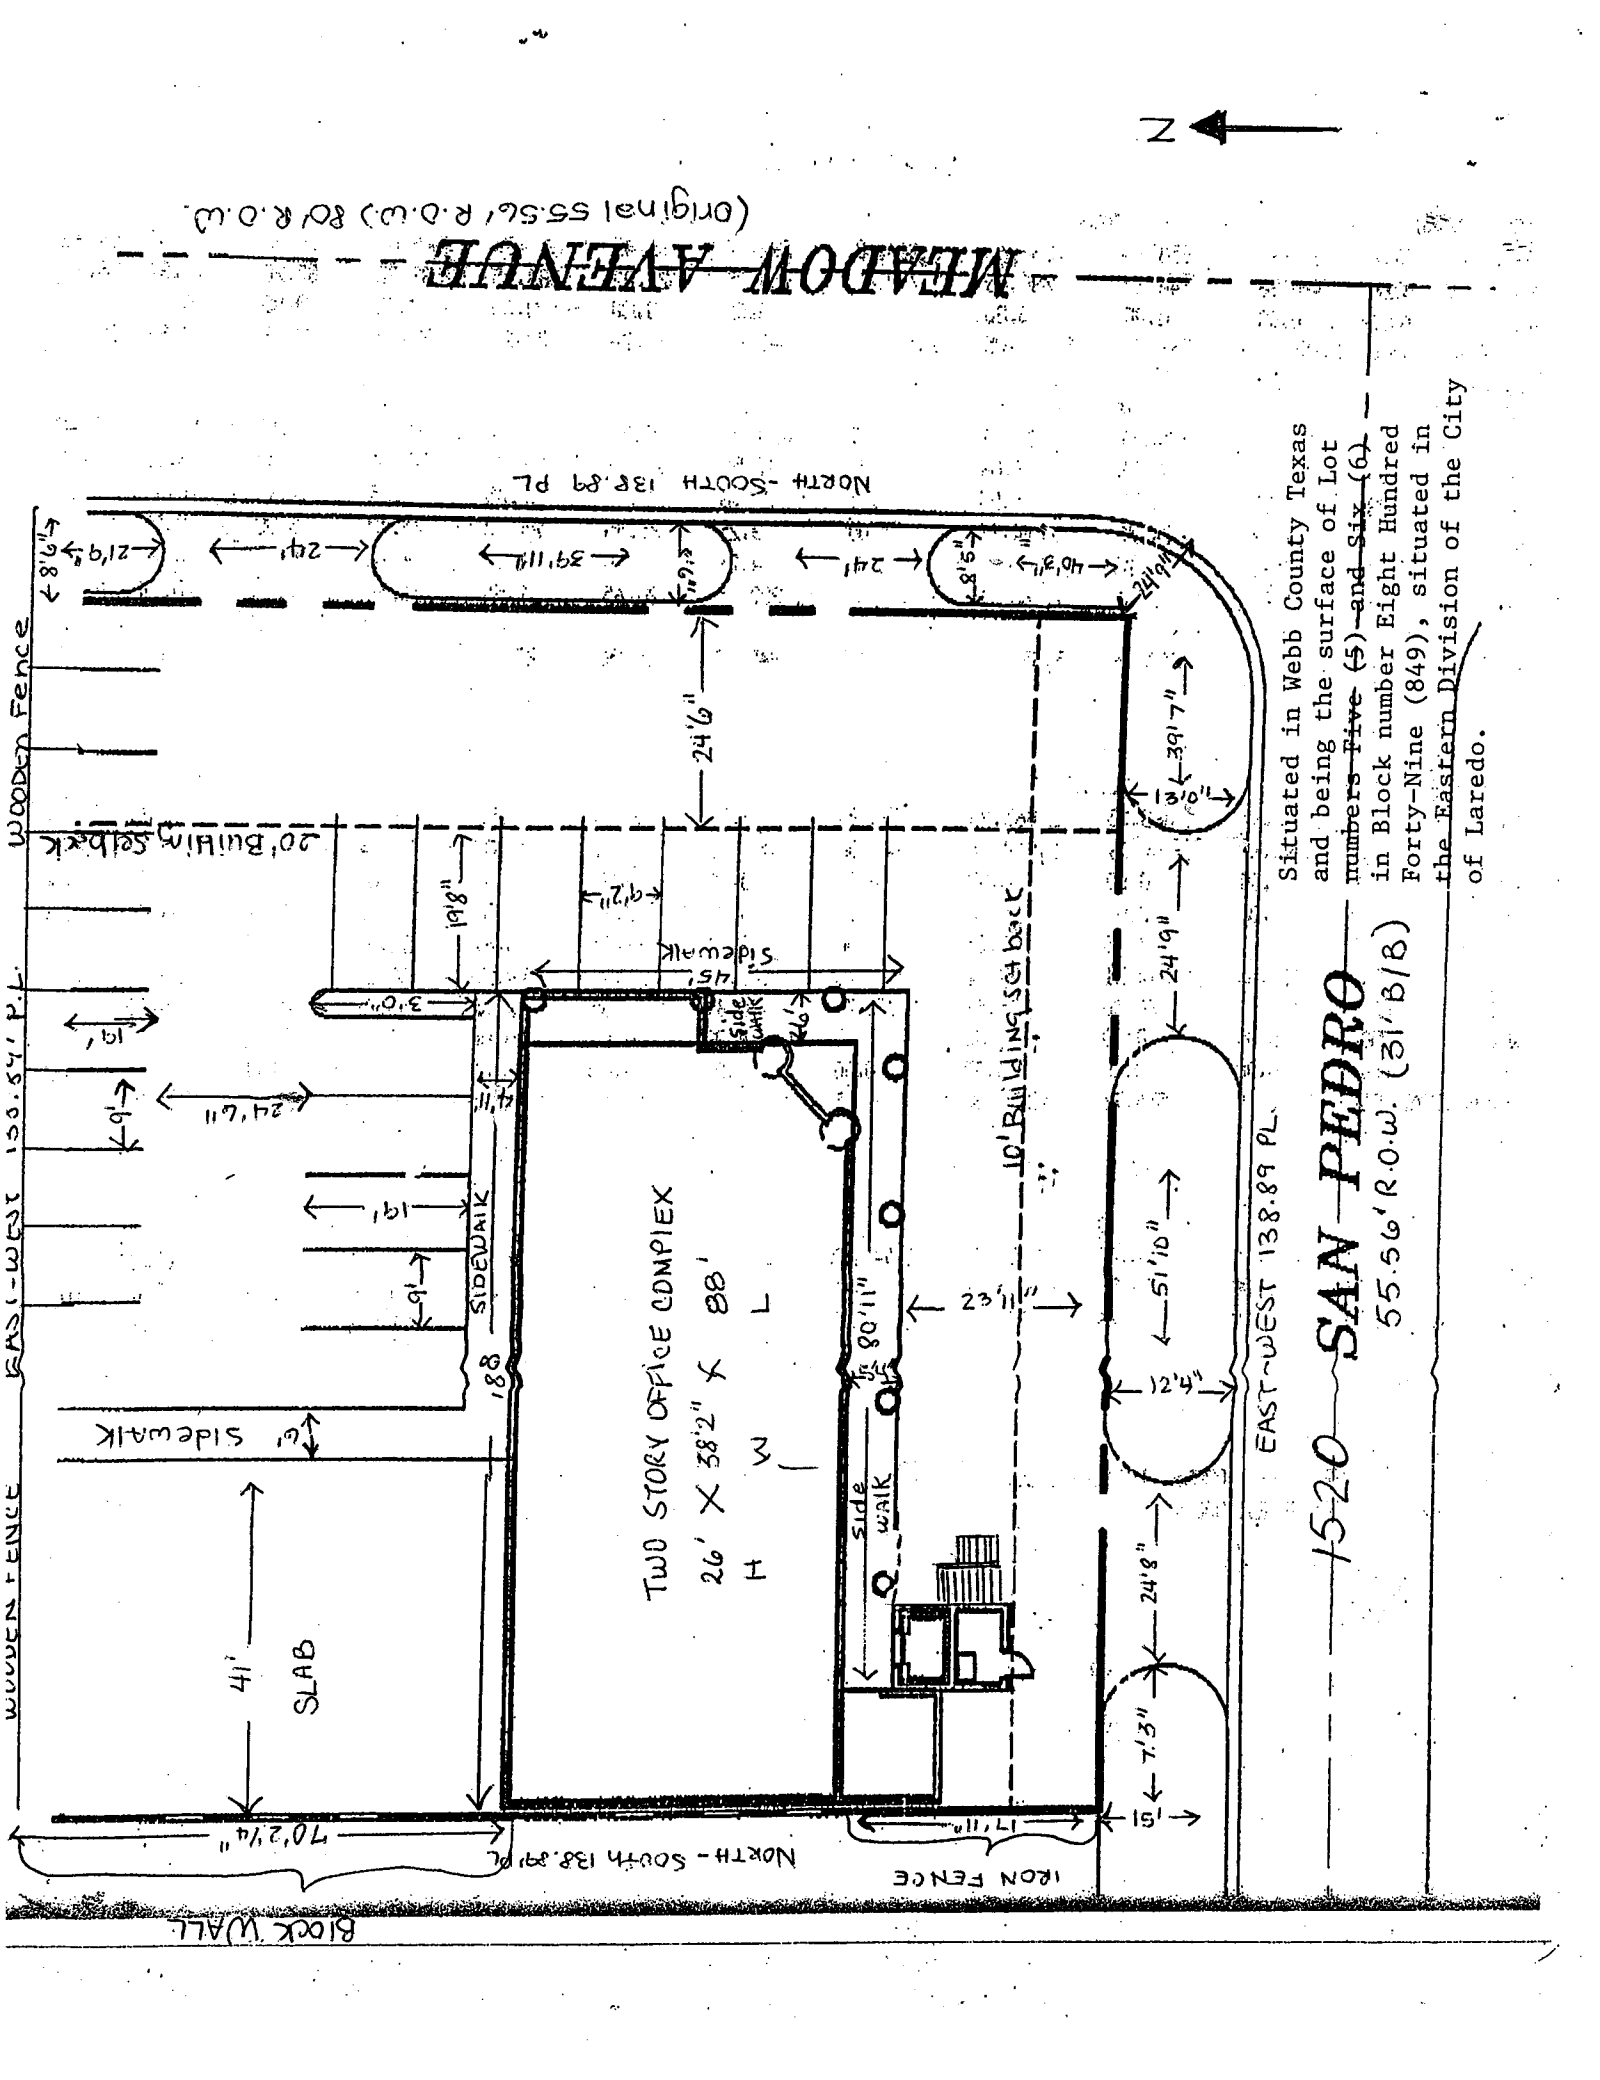 N
(original 55.56' R.O.W) 80' R.O.W.
MEADOW AVENUE
NORTH-SOUTH 138.89 PL
8'6"
21'9"
24'
39'11"
24'
8'5"
40'3"
24'9"
WOODEN FENCE
24'6"
39'7"
13'0"
20' Building setback
19'8"
9'2"
10' Building setback
24'9"
EAST-WEST
Sidewalk
45'
3'0"
Side
WALK
19'
4'11"
9'
24'6"
SIDEWALK
19'
9'
TWO STORY OFFICE COMPLEX
26' X 38'2" X 88'
H W L
80'11"
23'11"
51'10"
12'4"
EAST-WEST 138.89 PL.
88'
Sidewalk 6'
WOODEN FENCE
41'
SLAB
Side
WALK
24'8"
7'3"
15'
70'2 1/4"
NORTH-SOUTH 138.89' PL
17'11"
IRON FENCE
BLOCK WALL
1520 SAN PEDRO
55.56' R.O.W. (31' B/B)
Situated in Webb County Texas
and being the surface of Lot
numbers Five (5) and Six (6)
in Block number Eight Hundred
Forty-Nine (849), situated in
the Eastern Division of the City
of Laredo.